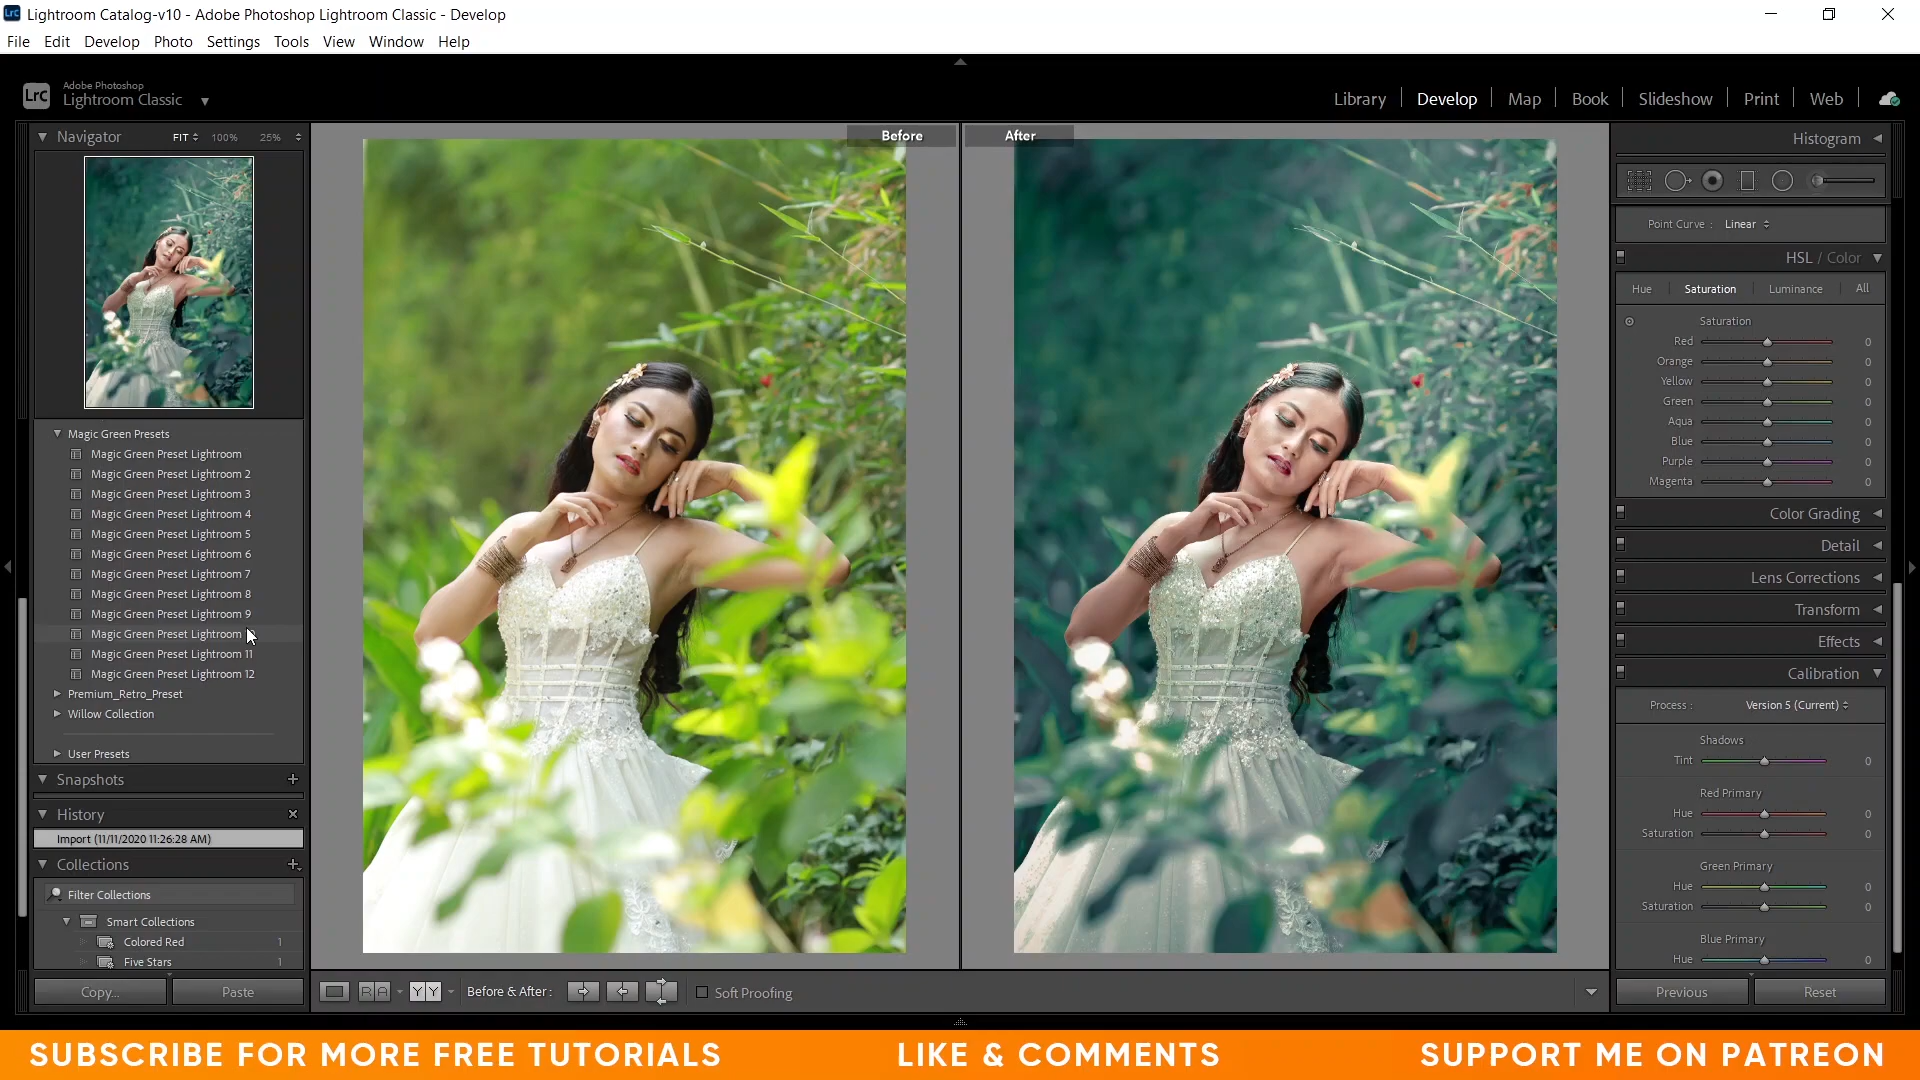 Lightroom Catalog-v10 - Adobe Photoshop Lightroom Classic - Develop
File Edit Develop Photo Settings Tools View Window Help
LrC
Adobe Photoshop
Lightroom Classic
Library Develop Map Book Slideshow Print Web
Navigator FIT 100% 25%
Before
After
Magic Green Presets
Magic Green Preset Lightroom
Magic Green Preset Lightroom 2
Magic Green Preset Lightroom 3
Magic Green Preset Lightroom 4
Magic Green Preset Lightroom 5
Magic Green Preset Lightroom 6
Magic Green Preset Lightroom 7
Magic Green Preset Lightroom 8
Magic Green Preset Lightroom 9
Magic Green Preset Lightroom
Magic Green Preset Lightroom 11
Magic Green Preset Lightroom 12
Premium_Retro_Preset
Willow Collection
User Presets
Snapshots
History
Import (11/11/2020 11:26:28 AM)
Collections
Filter Collections
Smart Collections
Colored Red 1
Five Stars 1
Copy... Paste
RA YY Before & After : Soft Proofing
Histogram
Point Curve : Linear
HSL / Color
Hue Saturation Luminance All
Saturation
Red 0
Orange 0
Yellow 0
Green 0
Aqua 0
Blue 0
Purple 0
Magenta 0
Color Grading
Detail
Lens Corrections
Transform
Effects
Calibration
Process : Version 5 (Current)
Shadows
Tint 0
Red Primary
Hue 0
Saturation 0
Green Primary
Hue 0
Saturation 0
Blue Primary
Hue 0
Previous Reset
SUBSCRIBE FOR MORE FREE TUTORIALS LIKE & COMMENTS SUPPORT ME ON PATREON